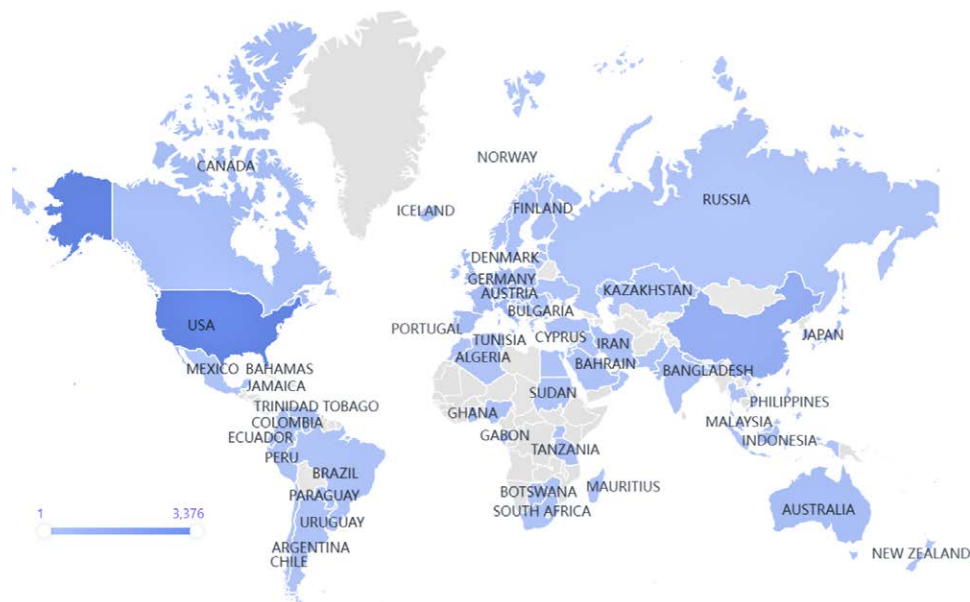 NORWAY
CANADA
RUSSIA
ICELAND
FINLAND
DENMARK
GERMANY
AUSTRIA
KAZAKHSTAN
BULGARIA
USA
PORTUGAL
TUNISIA
CYPRUS
IRAN
JAPAN
ALGERIA
BAHRAIN
BANGLADESH
MEXICO
BAHAMAS
JAMAICA
SUDAN
PHILIPPINES
TRINIDAD TOBAGO
GHANA
COLOMBIA
MALAYSIA
ECUADOR
GABON
INDONESIA
TANZANIA
PERU
BRAZIL
MAURITIUS
BOTSWANA
PARAGUAY
SOUTH AFRICA
AUSTRALIA
1
3,376
URUGUAY
ARGENTINA
NEW ZEALAND
CHILE